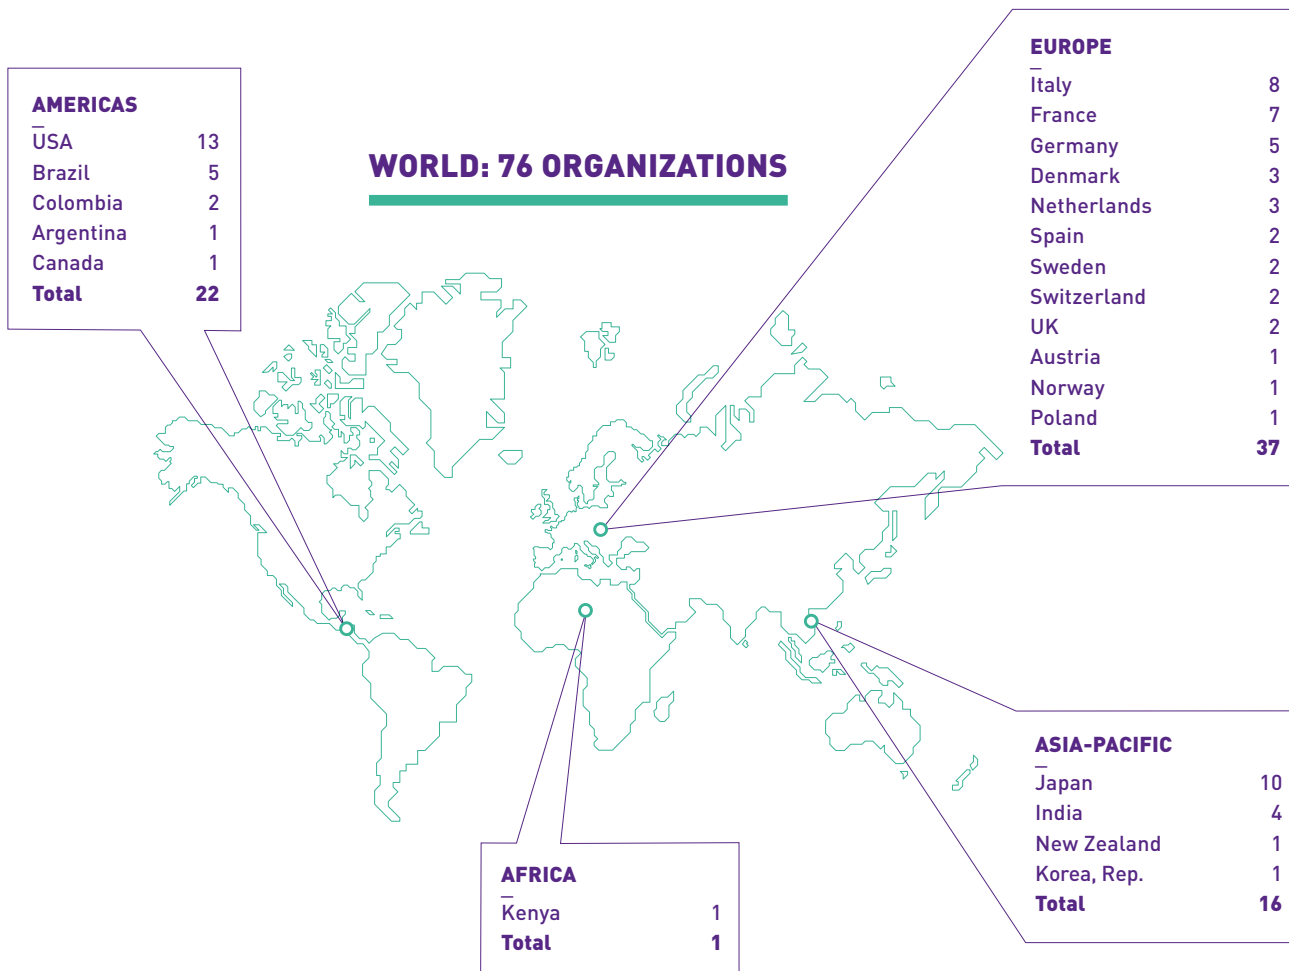 WORLD: 76 ORGANIZATIONS
AMERICAS
USA 13
Brazil 5
Colombia 2
Argentina 1
Canada 1
Total 22
EUROPE
Italy 8
France 7
Germany 5
Denmark 3
Netherlands 3
Spain 2
Sweden 2
Switzerland 2
UK 2
Austria 1
Norway 1
Poland 1
Total 37
AFRICA
Kenya 1
Total 1
ASIA-PACIFIC
Japan 10
India 4
New Zealand 1
Korea, Rep. 1
Total 16